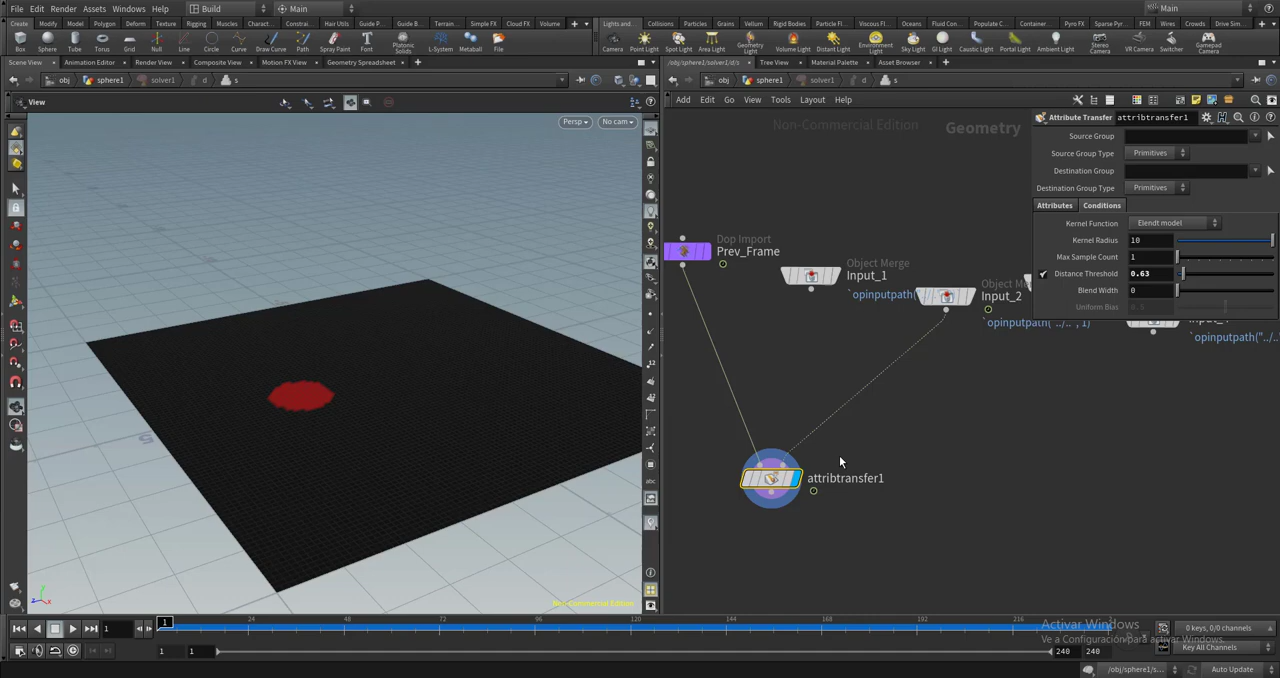 File Edit Render Assets Windows Help Build Main Main
Create Modify Model Polygon Deform Texture Rigging Muscles Charact... Constrai... Hair Utils Guide P... Guide B... Terrain... Simple FX Cloud FX Volume
Lights and... Collisions Particles Grains Vellum Rigid Bodies Particle Fl... Viscous Fl... Oceans Fluid Con... Populate C... Container... Pyro FX Sparse Pyr... FEM Wires Crowds Drive Sim...
Box Sphere Tube Torus Grid Null Line Circle Curve Draw Curve Path Spray Paint Font Platonic Solids L-System Metaball File
Camera Point Light Spot Light Area Light Geometry Light Volume Light Distant Light Environment Light Sky Light GI Light Caustic Light Portal Light Ambient Light Stereo Camera VR Camera Switcher Gamepad Camera
Scene View Animation Editor Render View Composite View Motion FX View Geometry Spreadsheet
/obj/sphere1/solver1/d/s Tree View Material Palette Asset Browser
obj sphere1 solver1 d s
obj sphere1 solver1 d s
View
Add Edit Go View Tools Layout Help
Persp No cam
Non-Commercial Edition Geometry
Attribute Transfer attribtransfer1
Source Group
Source Group Type Primitives
Destination Group
Destination Group Type Primitives
Attributes Conditions
Kernel Function Elendt model
Kernel Radius 10
Max Sample Count 1
Distance Threshold 0.63
Blend Width 0
Uniform Bias
Dop Import
Prev_Frame
Object Merge
Input_1
`opinputpath(
Object Me
Input_2
`opinputpath("../..", 1)
`opinputpath("../..
attribtransfer1
5
Non-Commercial Edition
1
1 24 48 72 96 120 144 168 192 216
Activar Windows
Ve a Configuración para activar Windows.
0 keys, 0/0 channels
Key All Channels
1 1 240 240
/obj/sphere1/s... Auto Update